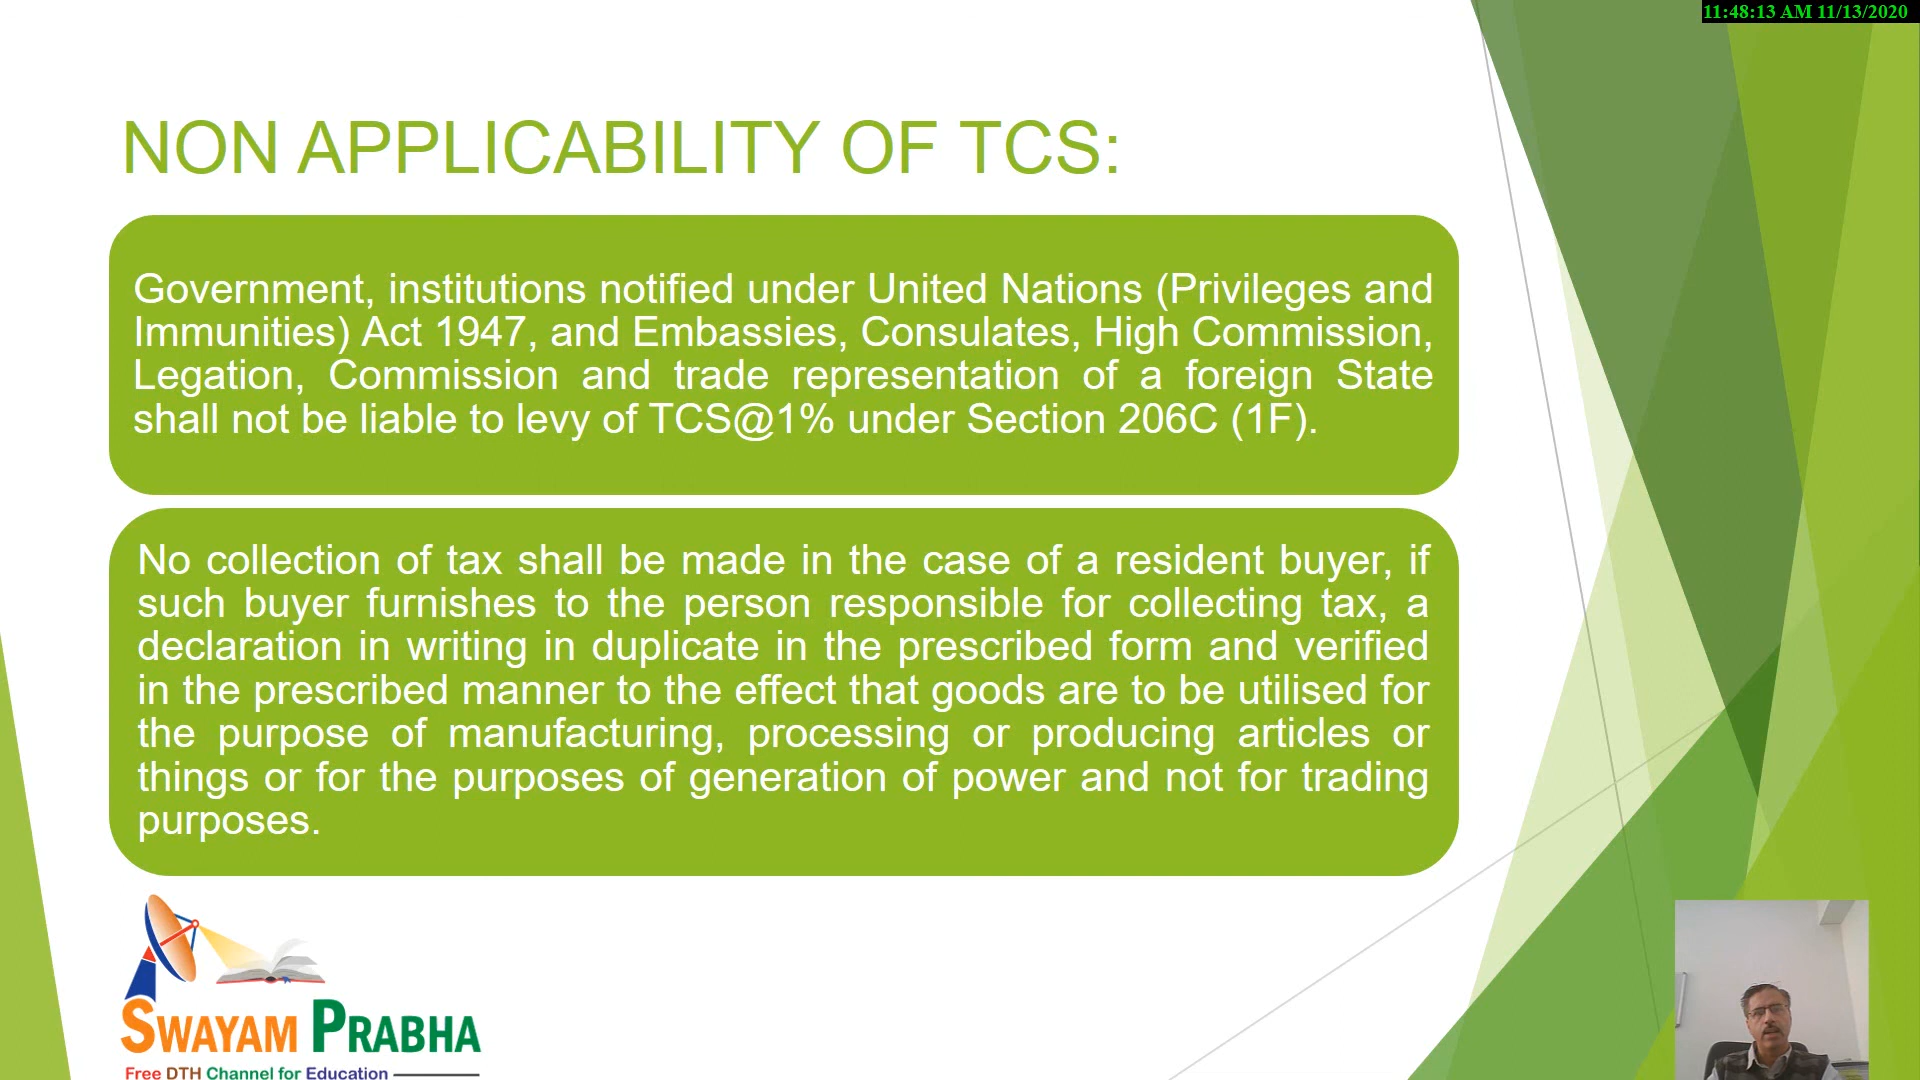 11:48:13 AM 11/13/2020
NON APPLICABILITY OF TCS:
Government, institutions notified under United Nations (Privileges and
Immunities) Act 1947, and Embassies, Consulates, High Commission,
Legation, Commission and trade representation of a foreign State
shall not be liable to levy of TCS@1% under Section 206C (1F).
No collection of tax shall be made in the case of a resident buyer, if
such buyer furnishes to the person responsible for collecting tax, a
declaration in writing in duplicate in the prescribed form and verified
in the prescribed manner to the effect that goods are to be utilised for
the purpose of manufacturing, processing or producing articles or
things or for the purposes of generation of power and not for trading
purposes.
SWAYAM PRABHA
Free DTH Channel for Education